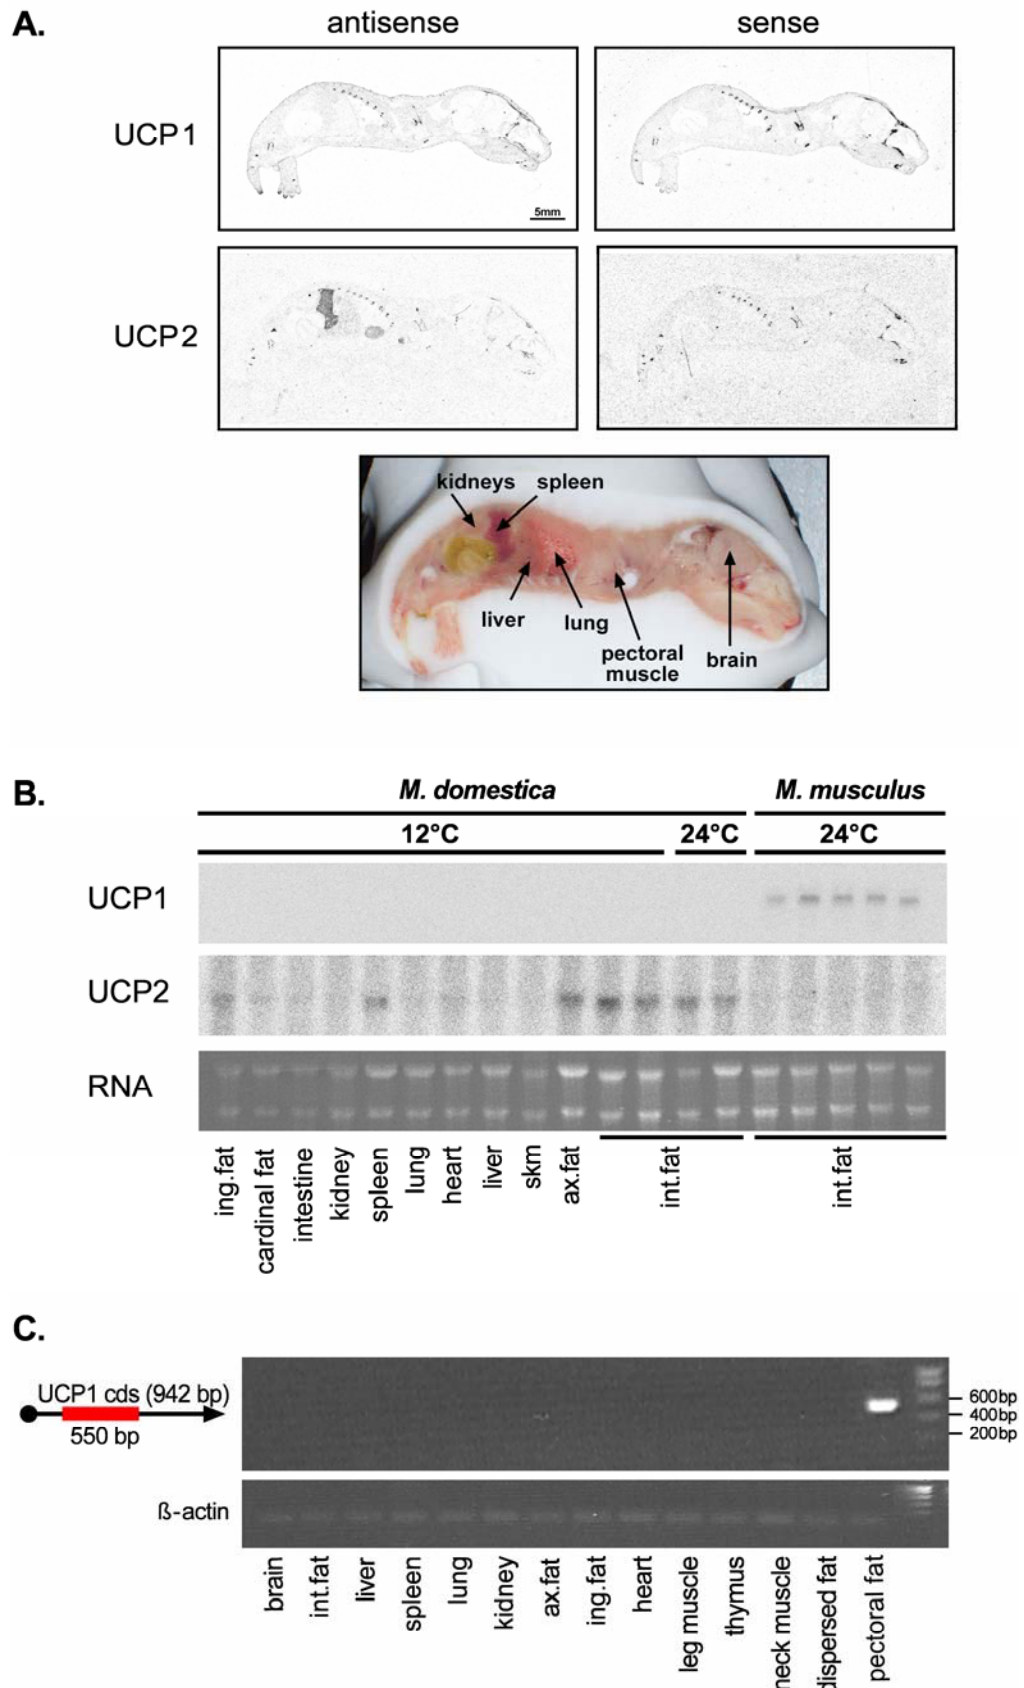 A.
antisense
sense
UCP1
5mm
UCP2
kidneys
spleen
liver
lung
pectoral
muscle
brain
B.
M. domestica
M. musculus
12°C
24°C
24°C
UCP1
UCP2
RNA
ing.fat
cardinal fat
intestine
kidney
spleen
lung
heart
liver
skm
ax.fat
int.fat
int.fat
C.
UCP1 cds (942 bp)
550 bp
600bp
400bp
200bp
ß-actin
brain
int.fat
liver
spleen
lung
kidney
ax.fat
ing.fat
heart
leg muscle
thymus
neck muscle
dispersed fat
pectoral fat